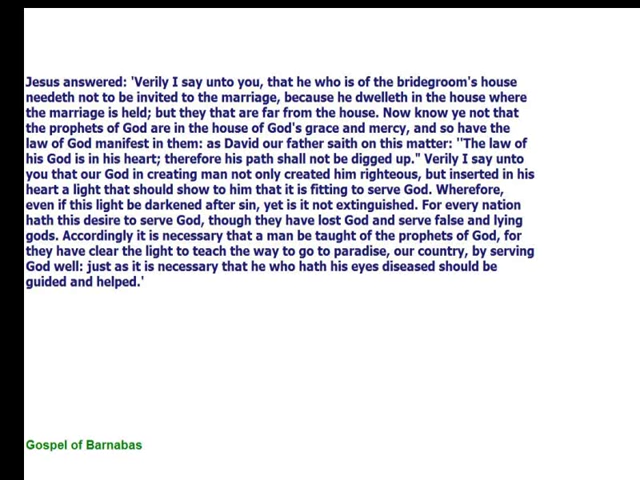 Jesus answered: 'Verily I say unto you, that he who is of the bridegroom's house
needeth not to be invited to the marriage, because he dwelleth in the house where
the marriage is held; but they that are far from the house. Now know ye not that
the prophets of God are in the house of God's grace and mercy, and so have the
law of God manifest in them: as David our father saith on this matter: ''The law of
his God is in his heart; therefore his path shall not be digged up." Verily I say unto
you that our God in creating man not only created him righteous, but inserted in his
heart a light that should show to him that it is fitting to serve God. Wherefore,
even if this light be darkened after sin, yet is it not extinguished. For every nation
hath this desire to serve God, though they have lost God and serve false and lying
gods. Accordingly it is necessary that a man be taught of the prophets of God, for
they have clear the light to teach the way to go to paradise, our country, by serving
God well: just as it is necessary that he who hath his eyes diseased should be
guided and helped.'
Gospel of Barnabas